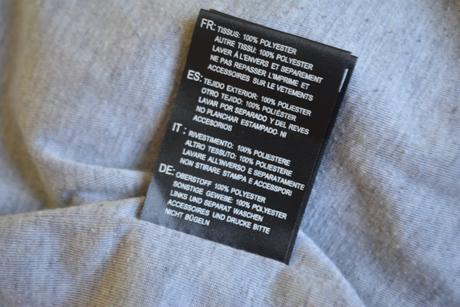 FR: TISSUS: 100% POLYESTER
AUTRE TISSU: 100% POLYESTER
LAVER À L'ENVERS ET SEPAREMENT
NE PAS REPASSER L'IMPRIME ET
ACCESSOIRES SUR LE VETEMENTS
ES: TEJIDO EXTERIOR: 100% POLIESTER
OTRO TEJIDO: 100% POLIÉSTER
LAVAR POR SEPARADO Y DEL REVES
NO PLANCHAR ESTAMPADO NI
ACCESORIOS
IT: RIVESTIMENTO: 100% POLIESTERE
ALTRO TESSUTO: 100% POLIESTERE
LAVARE ALL'INVERSO E SEPARATAMENTE
NON STIRARE STAMPA E ACCESSPORI
DE: OBERSTOFF 100% POLYESTER
SONSTIGE GEWEBE: 100% POLYESTER
LINKS UND SEPARAT WASCHEN
ACCESSOIRES UND DRUCKE BITTE
NICHT BÜGELN